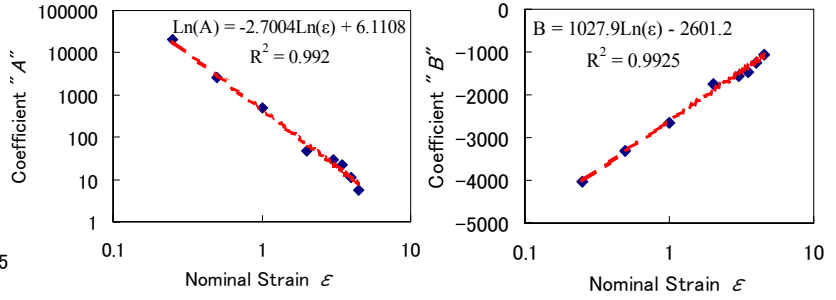 Ln(A) = -2.7004Ln(ε) + 6.1108
R² = 0.992
100000
10000
1000
100
10
1
0.1
1
10
Coefficient "A"
Nominal Strain ε
5
B = 1027.9Ln(ε) - 2601.2
R² = 0.9925
0
-1000
-2000
-3000
-4000
-5000
0.1
1
10
Coefficient "B"
Nominal Strain ε